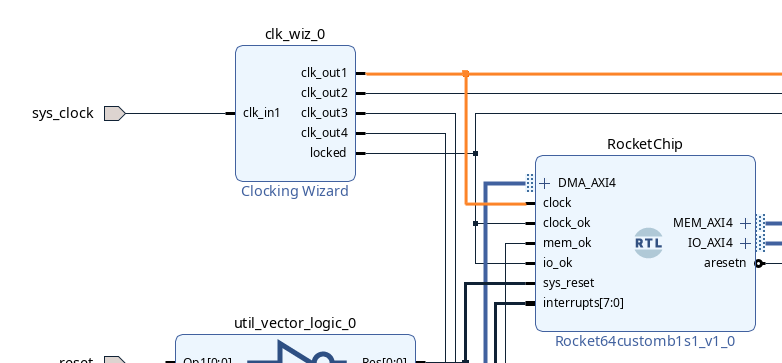 clk_wiz_0
clk_out1
clk_out2
sys_clock
clk_in1
clk_out3
clk_out4
locked
Clocking Wizard
RocketChip
DMA_AXI4
clock
clock_ok
MEM_AXI4
mem_ok
IO_AXI4
RTL
io_ok
aresetn
sys_reset
interrupts[7:0]
Rocket64customb1s1_v1_0
util_vector_logic_0
reset
Op1[0:0]
Res[0:0]